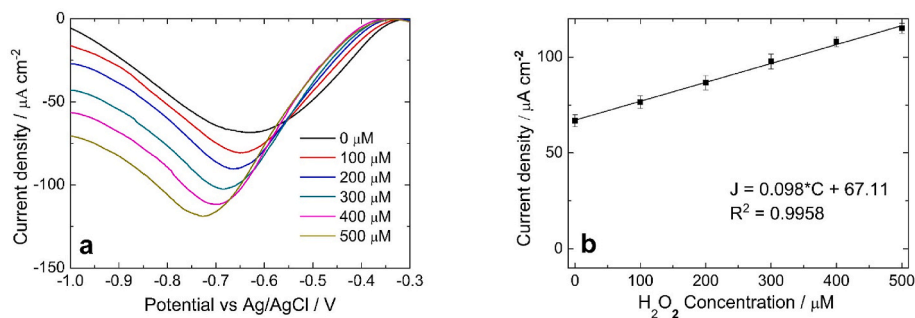 a
0
-50
-100
-150
Current density / μA cm⁻²
0 μM
100 μM
200 μM
300 μM
400 μM
500 μM
-1.0 -0.9 -0.8 -0.7 -0.6 -0.5 -0.4 -0.3
Potential vs Ag/AgCl / V
a
b
100
50
0
Current density / μA cm⁻²
J = 0.098*C + 67.11
R² = 0.9958
b
0 100 200 300 400 500
H₂O₂ Concentration / μM